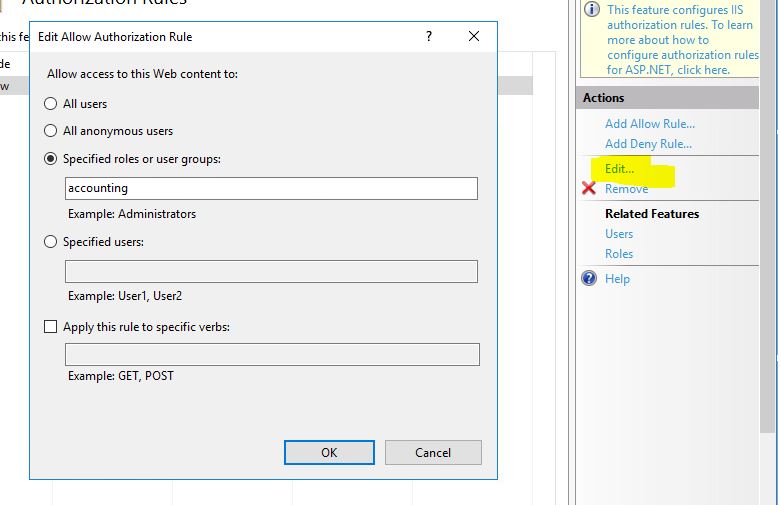 Authorization Rules
Edit Allow Authorization Rule
?
Allow access to this Web content to:
All users
All anonymous users
Specified roles or user groups:
accounting
Example: Administrators
Specified users:
Example: User1, User2
Apply this rule to specific verbs:
Example: GET, POST
OK
Cancel
This feature configures IIS
authorization rules. To learn
more about how to
configure authorization rules
for ASP.NET, click here.
Actions
Add Allow Rule...
Add Deny Rule...
Edit...
Remove
Related Features
Users
Roles
Help